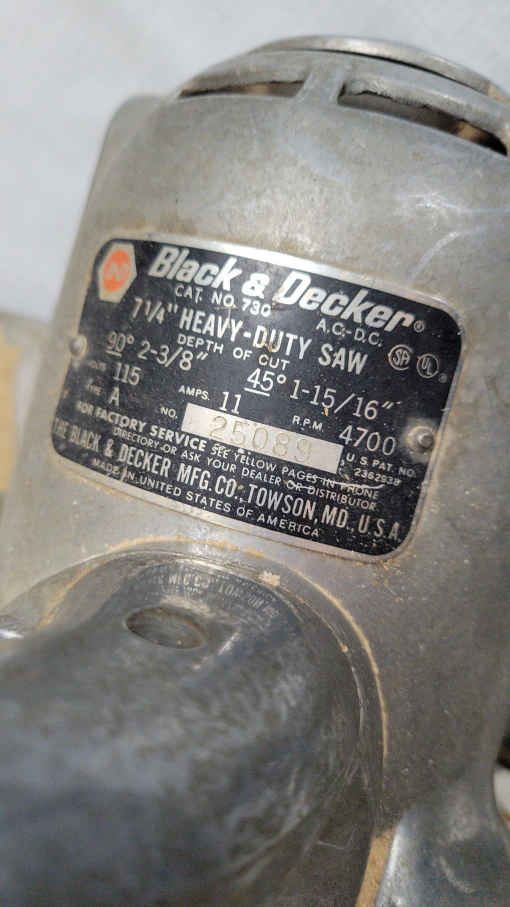 Black & Decker®
CAT. NO. 730 A.C.-D.C.
7 1/4" HEAVY-DUTY SAW
DEPTH OF CUT
90° 2-3/8" 45° 1-15/16"
VOLTS 115 AMPS. 11 R.P.M. 4700
TYPE A NO. 25089 U.S. PAT. NO. 2362938
FOR FACTORY SERVICE SEE YELLOW PAGES IN PHONE
DIRECTORY OR ASK YOUR DEALER OR DISTRIBUTOR
THE BLACK & DECKER MFG. CO., TOWSON, MD., U.S.A.
MADE IN UNITED STATES OF AMERICA